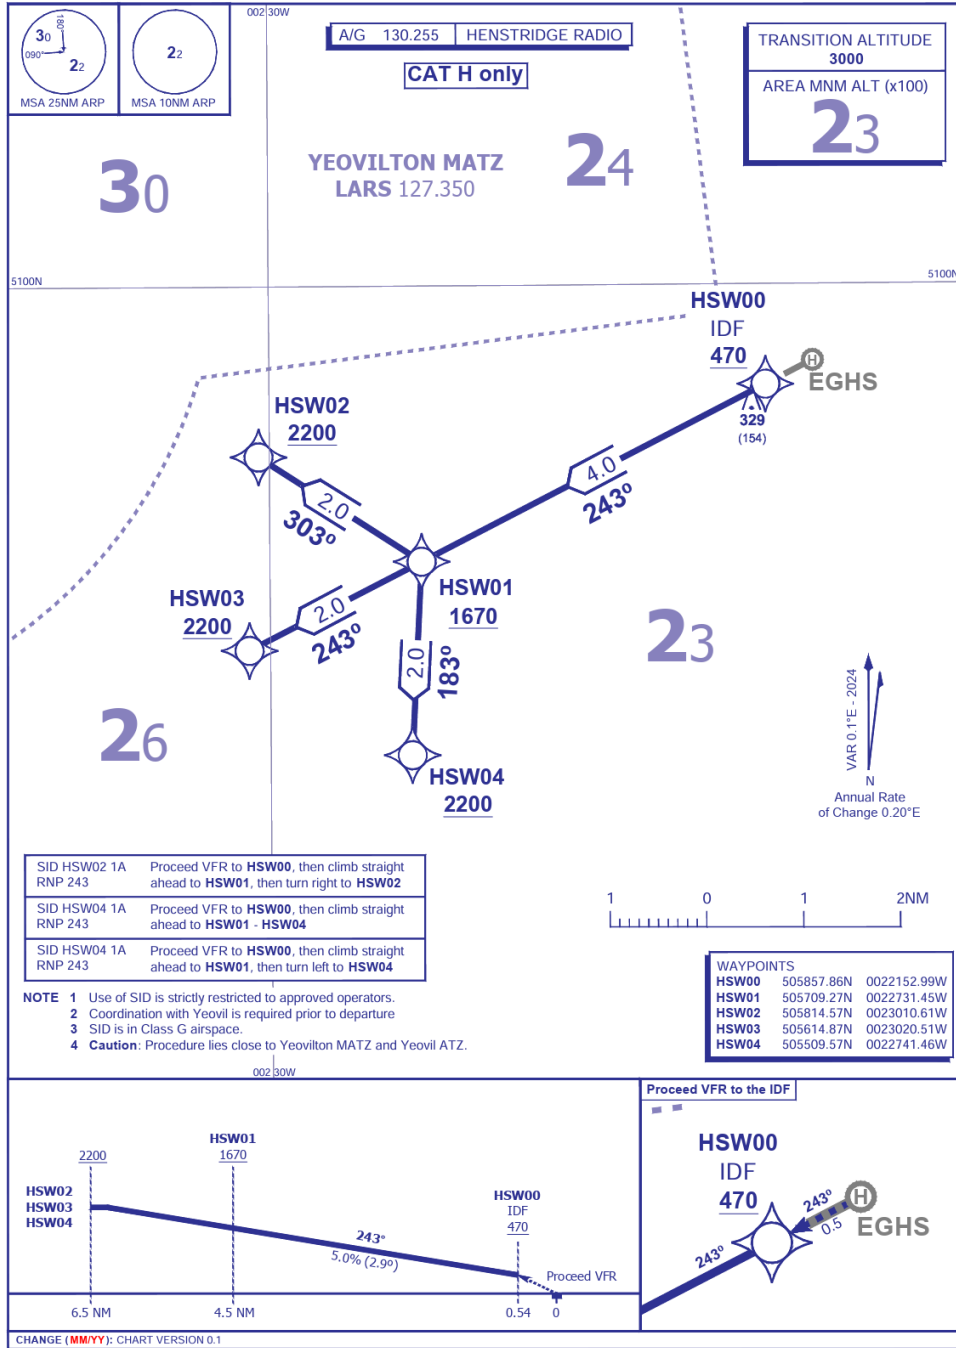 002 30W
180°
30
090°
22
MSA 25NM ARP
22
MSA 10NM ARP
A/G 130.255 HENSTRIDGE RADIO
CAT H only
TRANSITION ALTITUDE
3000
AREA MNM ALT (x100)
23
30
YEOVILTON MATZ
LARS 127.350
24
5100N
5100N
HSW00
IDF
470
H
EGHS
329
(154)
HSW02
2200
2.0
303º
4.0
243º
HSW03
2200
2.0
243º
HSW01
1670
2.0
183º
23
26
HSW04
2200
VAR 0.1°E - 2024
N
Annual Rate
of Change 0.20°E
SID HSW02 1A Proceed VFR to HSW00, then climb straight
RNP 243 ahead to HSW01, then turn right to HSW02
SID HSW04 1A Proceed VFR to HSW00, then climb straight
RNP 243 ahead to HSW01 - HSW04
SID HSW04 1A Proceed VFR to HSW00, then climb straight
RNP 243 ahead to HSW01, then turn left to HSW04
1 0 1 2NM
NOTE 1 Use of SID is strictly restricted to approved operators.
2 Coordination with Yeovil is required prior to departure
3 SID is in Class G airspace.
4 Caution: Procedure lies close to Yeovilton MATZ and Yeovil ATZ.
WAYPOINTS
HSW00 505857.86N 0022152.99W
HSW01 505709.27N 0022731.45W
HSW02 505814.57N 0023010.61W
HSW03 505614.87N 0023020.51W
HSW04 505509.57N 0022741.46W
002 30W
2200
HSW02
HSW03
HSW04
HSW01
1670
HSW00
IDF
470
243°
5.0% (2.9º)
Proceed VFR
6.5 NM 4.5 NM 0.54 0
Proceed VFR to the IDF
HSW00
IDF
470
243º
H
0.5
EGHS
243º
CHANGE (MM/YY): CHART VERSION 0.1